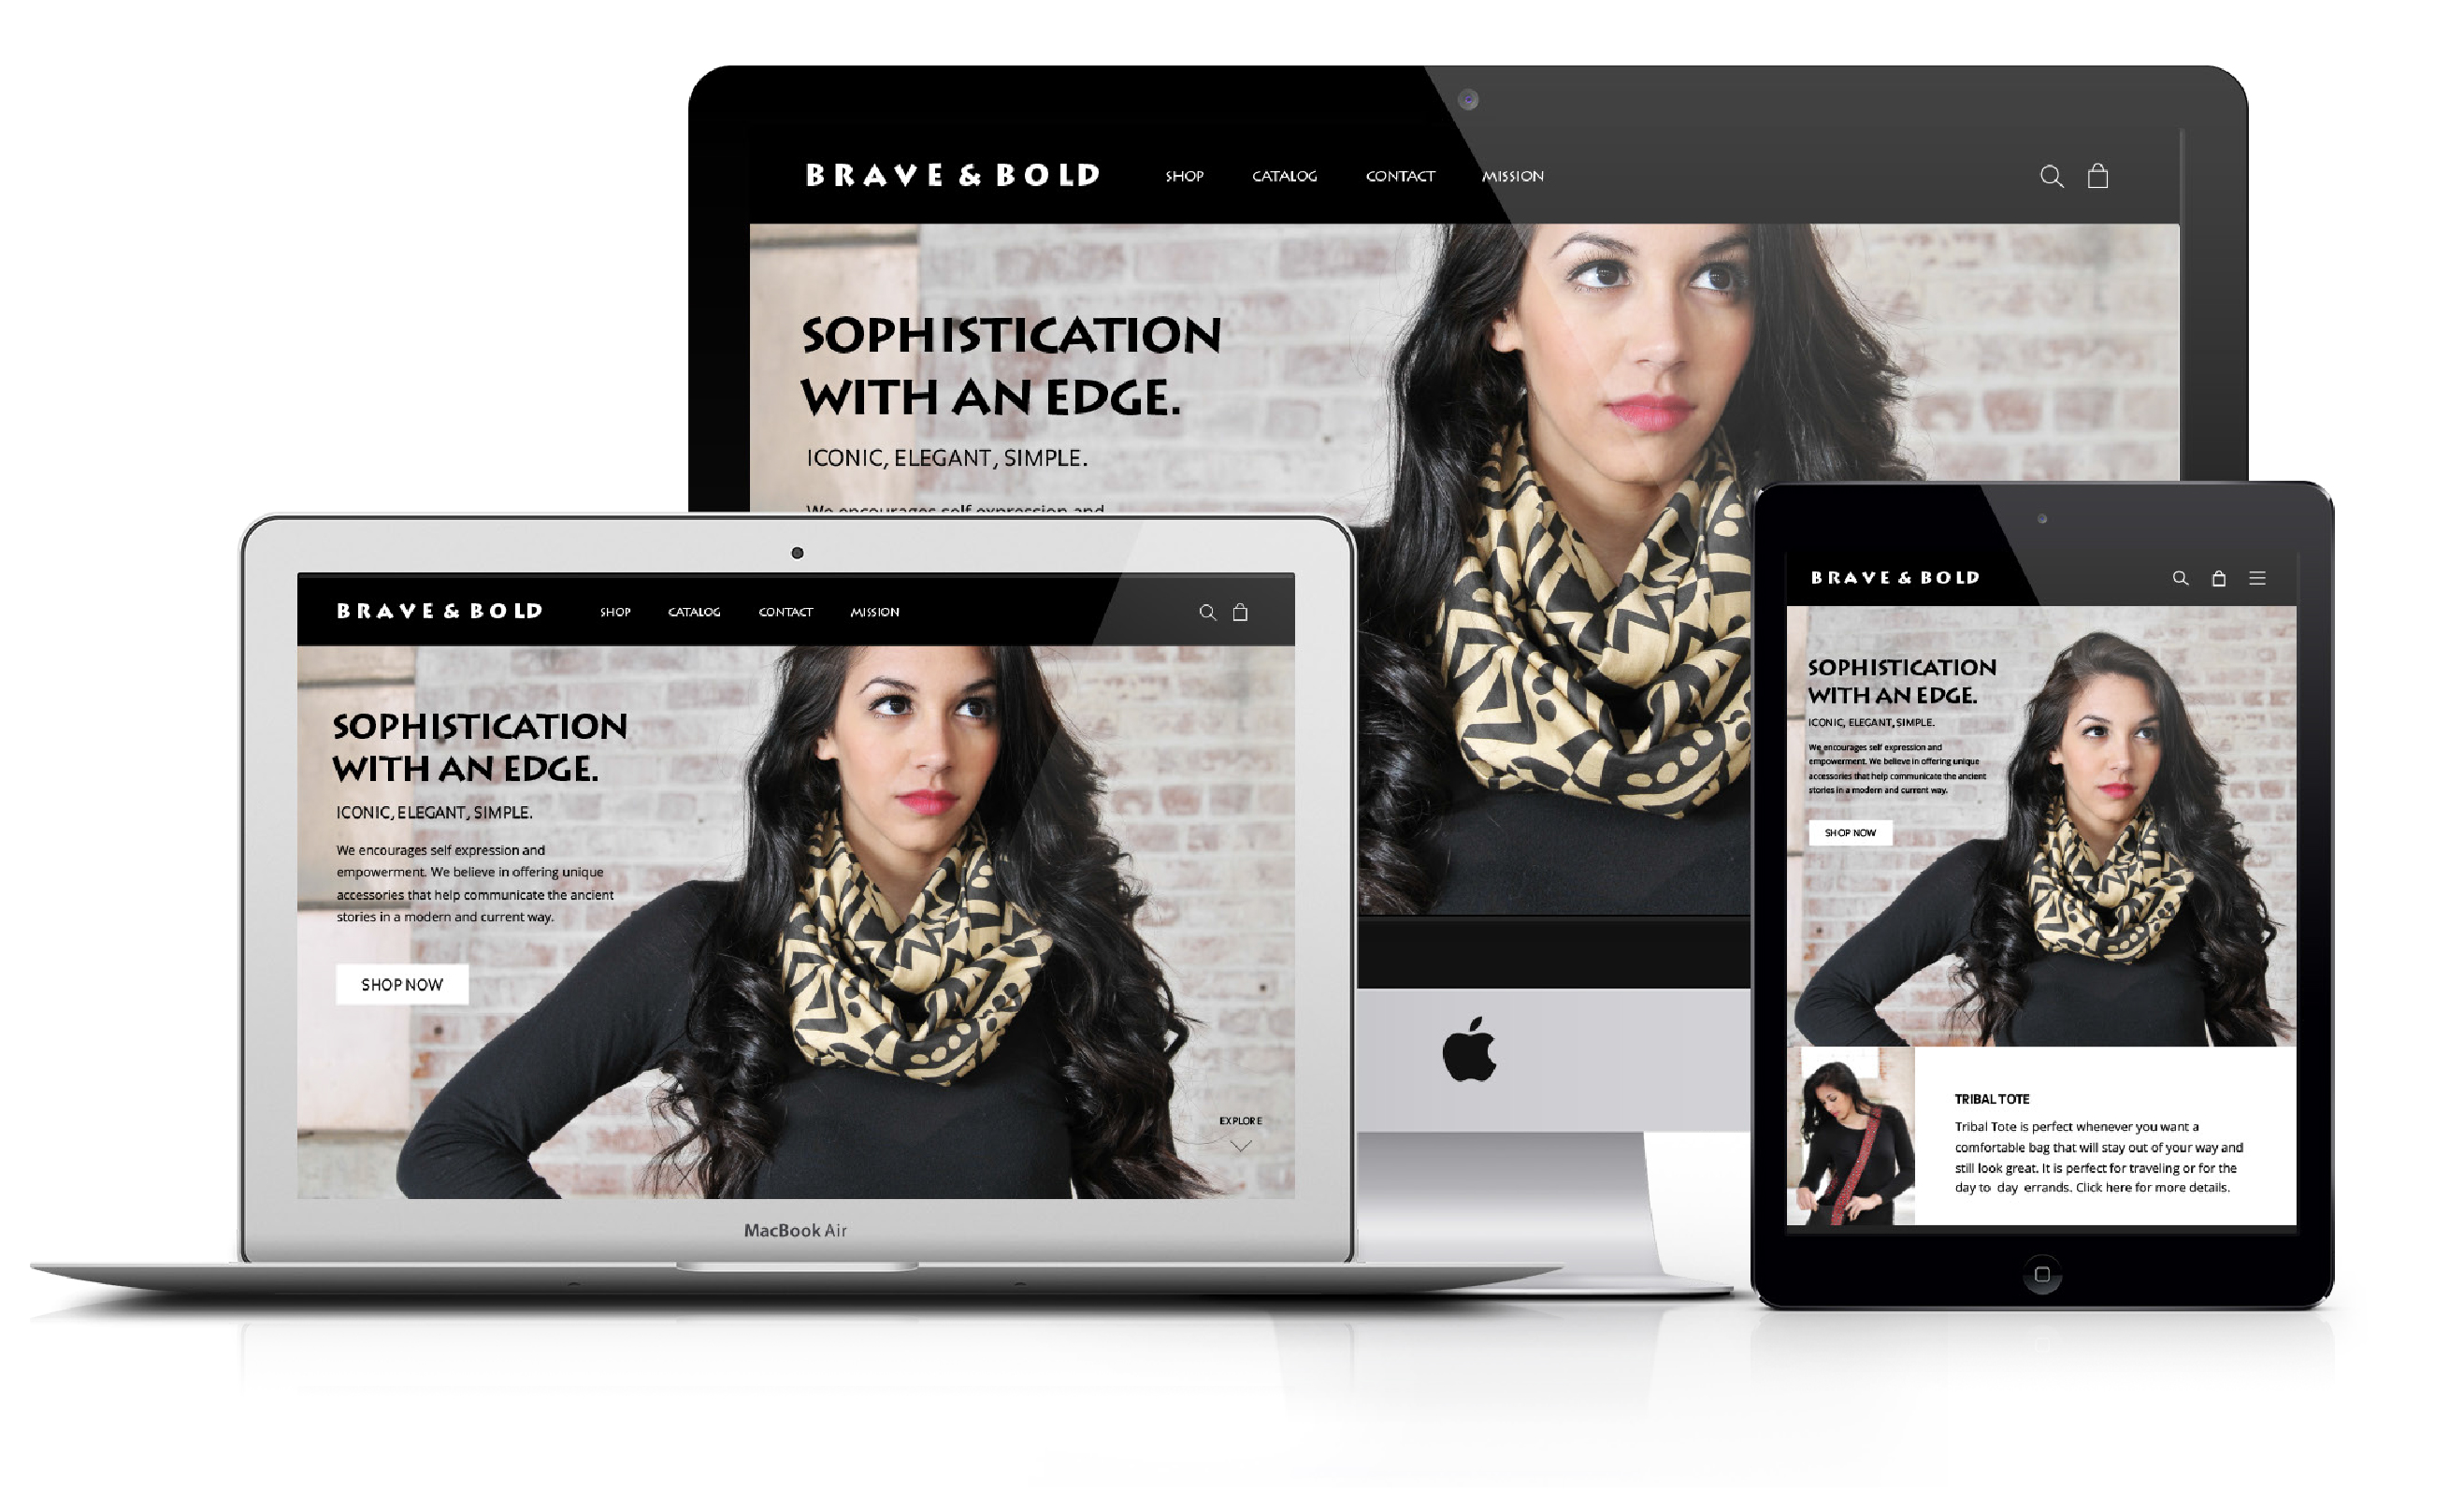 BRAVE & BOLD SHOP CATALOG CONTACT MISSION
SOPHISTICATION
WITH AN EDGE.
ICONIC, ELEGANT, SIMPLE.
We encourages self expression and
BRAVE & BOLD SHOP CATALOG CONTACT MISSION
SOPHISTICATION
WITH AN EDGE.
ICONIC, ELEGANT, SIMPLE.
We encourages self expression and
empowerment. We believe in offering unique
accessories that help communicate the ancient
stories in a modern and current way.
SHOP NOW
EXPLORE
MacBook Air
BRAVE & BOLD
SOPHISTICATION
WITH AN EDGE.
ICONIC, ELEGANT, SIMPLE.
We encourages self expression and
empowerment. We believe in offering unique
accessories that help communicate the ancient
stories in a modern and current way.
SHOP NOW
TRIBAL TOTE
Tribal Tote is perfect whenever you want a
comfortable bag that will stay out of your way and
still look great. It is perfect for traveling or for the
day to day errands. Click here for more details.